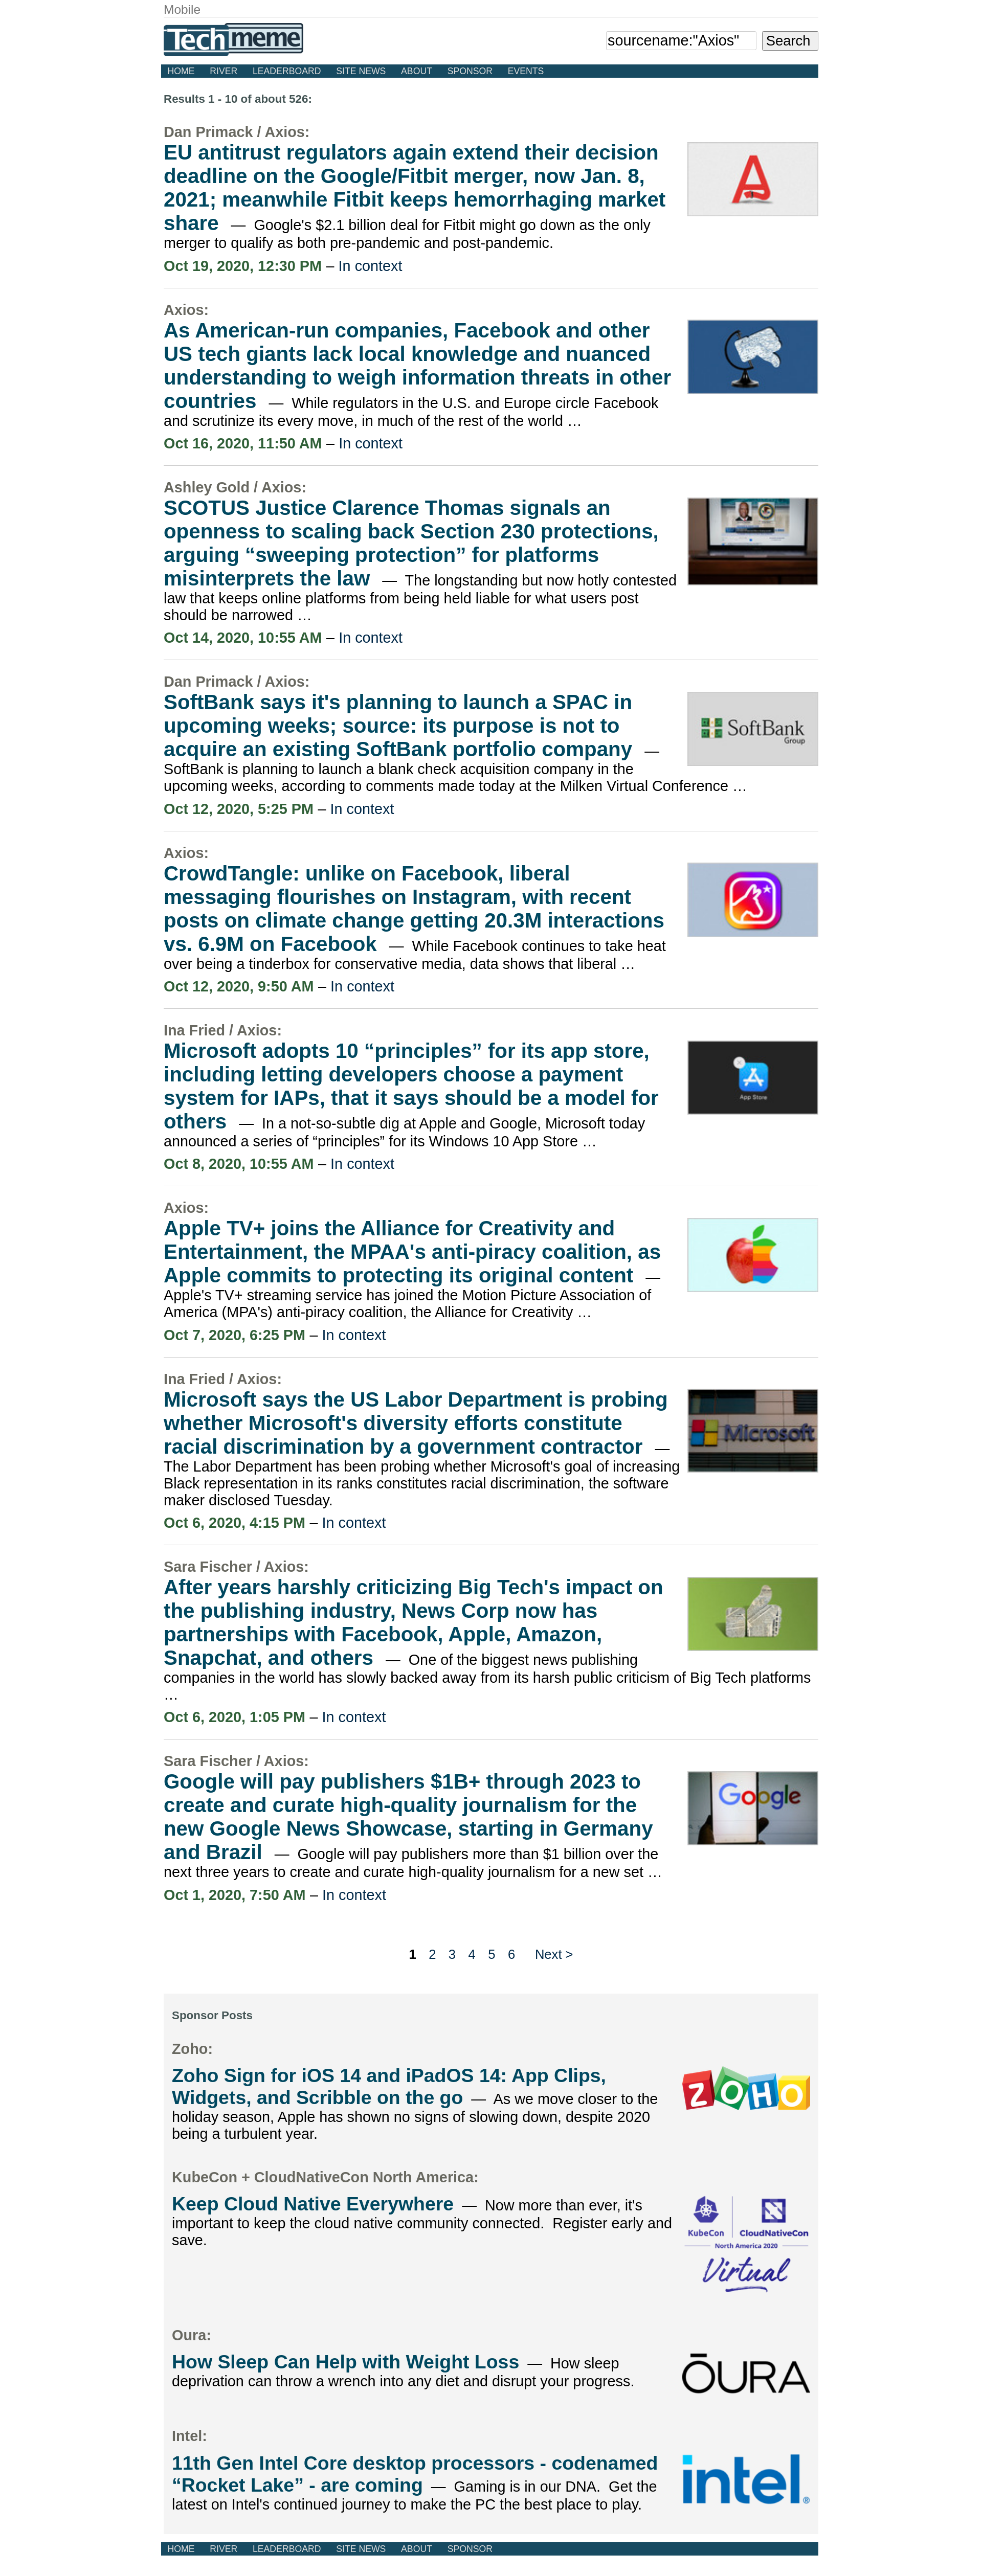 Mobile
Techmeme
sourcename:"Axios" Search
HOME RIVER LEADERBOARD SITE NEWS ABOUT SPONSOR EVENTS
Results 1 - 10 of about 526:
Dan Primack / Axios:
EU antitrust regulators again extend their decision
deadline on the Google/Fitbit merger, now Jan. 8,
2021; meanwhile Fitbit keeps hemorrhaging market
share — Google's $2.1 billion deal for Fitbit might go down as the only
merger to qualify as both pre-pandemic and post-pandemic.
Oct 19, 2020, 12:30 PM – In context
Axios:
As American-run companies, Facebook and other
US tech giants lack local knowledge and nuanced
understanding to weigh information threats in other
countries — While regulators in the U.S. and Europe circle Facebook
and scrutinize its every move, in much of the rest of the world …
Oct 16, 2020, 11:50 AM – In context
Ashley Gold / Axios:
SCOTUS Justice Clarence Thomas signals an
openness to scaling back Section 230 protections,
arguing “sweeping protection” for platforms
misinterprets the law — The longstanding but now hotly contested
law that keeps online platforms from being held liable for what users post
should be narrowed …
Oct 14, 2020, 10:55 AM – In context
Dan Primack / Axios:
SoftBank says it's planning to launch a SPAC in
upcoming weeks; source: its purpose is not to
acquire an existing SoftBank portfolio company —
SoftBank is planning to launch a blank check acquisition company in the
upcoming weeks, according to comments made today at the Milken Virtual Conference …
Oct 12, 2020, 5:25 PM – In context
SoftBank
Group
Axios:
CrowdTangle: unlike on Facebook, liberal
messaging flourishes on Instagram, with recent
posts on climate change getting 20.3M interactions
vs. 6.9M on Facebook — While Facebook continues to take heat
over being a tinderbox for conservative media, data shows that liberal …
Oct 12, 2020, 9:50 AM – In context
Ina Fried / Axios:
Microsoft adopts 10 “principles” for its app store,
including letting developers choose a payment
system for IAPs, that it says should be a model for
others — In a not-so-subtle dig at Apple and Google, Microsoft today
announced a series of “principles” for its Windows 10 App Store …
Oct 8, 2020, 10:55 AM – In context
App Store
Axios:
Apple TV+ joins the Alliance for Creativity and
Entertainment, the MPAA's anti-piracy coalition, as
Apple commits to protecting its original content —
Apple's TV+ streaming service has joined the Motion Picture Association of
America (MPA's) anti-piracy coalition, the Alliance for Creativity …
Oct 7, 2020, 6:25 PM – In context
Ina Fried / Axios:
Microsoft says the US Labor Department is probing
whether Microsoft's diversity efforts constitute
racial discrimination by a government contractor —
The Labor Department has been probing whether Microsoft's goal of increasing
Black representation in its ranks constitutes racial discrimination, the software
maker disclosed Tuesday.
Oct 6, 2020, 4:15 PM – In context
Microsoft
Sara Fischer / Axios:
After years harshly criticizing Big Tech's impact on
the publishing industry, News Corp now has
partnerships with Facebook, Apple, Amazon,
Snapchat, and others — One of the biggest news publishing
companies in the world has slowly backed away from its harsh public criticism of Big Tech platforms
…
Oct 6, 2020, 1:05 PM – In context
Sara Fischer / Axios:
Google will pay publishers $1B+ through 2023 to
create and curate high-quality journalism for the
new Google News Showcase, starting in Germany
and Brazil — Google will pay publishers more than $1 billion over the
next three years to create and curate high-quality journalism for a new set …
Oct 1, 2020, 7:50 AM – In context
Google
1 2 3 4 5 6 Next >
Sponsor Posts
Zoho:
Zoho Sign for iOS 14 and iPadOS 14: App Clips,
Widgets, and Scribble on the go — As we move closer to the
holiday season, Apple has shown no signs of slowing down, despite 2020
being a turbulent year.
ZOHO
KubeCon + CloudNativeCon North America:
Keep Cloud Native Everywhere — Now more than ever, it's
important to keep the cloud native community connected. Register early and
save.
KubeCon CloudNativeCon
North America 2020
Virtual
Oura:
How Sleep Can Help with Weight Loss — How sleep
deprivation can throw a wrench into any diet and disrupt your progress.
ŌURA
Intel:
11th Gen Intel Core desktop processors - codenamed
“Rocket Lake” - are coming — Gaming is in our DNA. Get the
latest on Intel's continued journey to make the PC the best place to play.
intel®
HOME RIVER LEADERBOARD SITE NEWS ABOUT SPONSOR